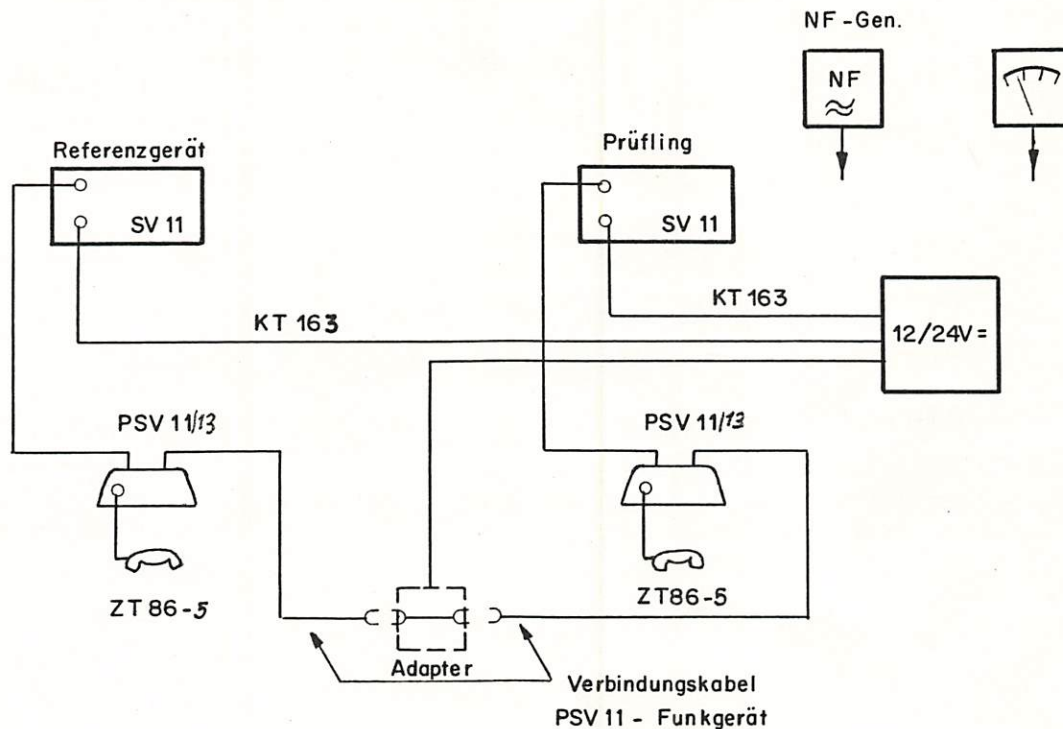 NF-Gen.
NF
Referenzgerät
Prüfling
SV 11
SV 11
KT 163
KT 163
12/24V=
PSV 11/13
PSV 11/13
ZT 86-5
ZT86-5
Adapter
Verbindungskabel
PSV 11 - Funkgerät